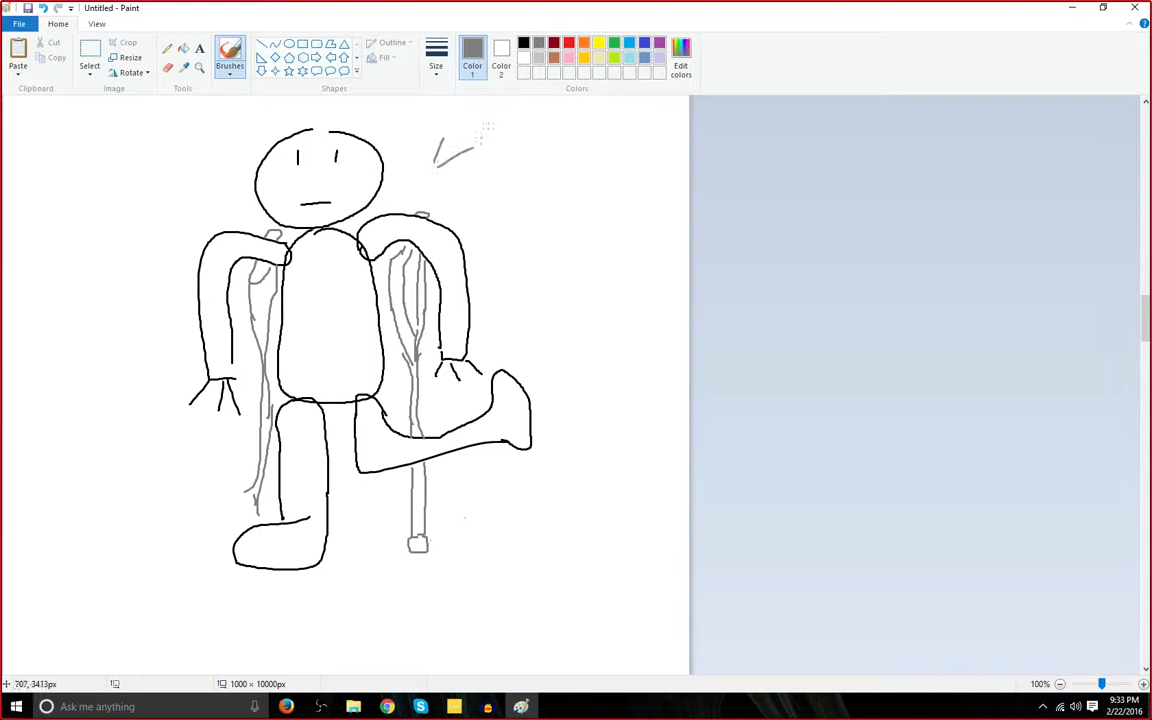 Untitled - Paint
File Home View
Paste
Cut
Copy
Clipboard
Select
Crop
Resize
Rotate
Image
A
Tools
Brushes
Outline
Fill
Shapes
Size
Color 1
Color 2
Edit colors
Colors
707, 3413px
1000 × 10000px
100%
Ask me anything
9:33 PM
2/22/2016